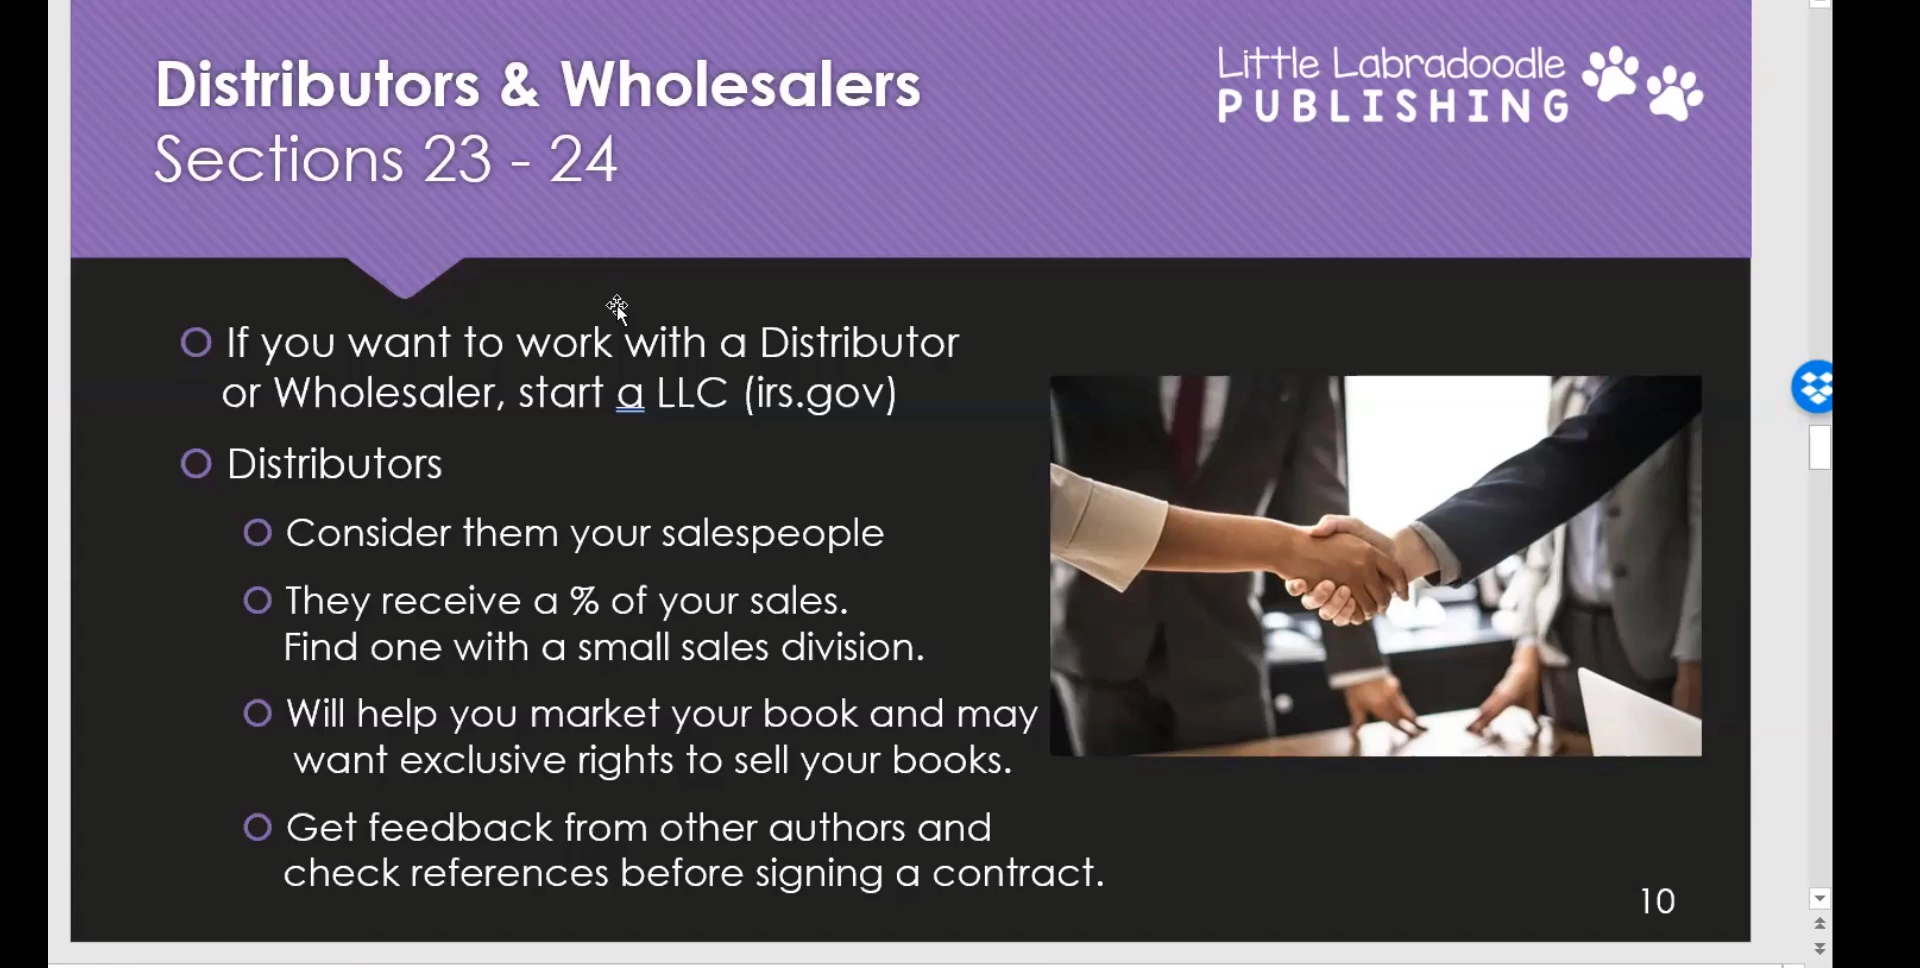 Distributors & Wholesalers
Sections 23 - 24
Little Labradoodle
PUBLISHING
If you want to work with a Distributor
or Wholesaler, start a LLC (irs.gov)
Distributors
Consider them your salespeople
They receive a % of your sales.
Find one with a small sales division.
Will help you market your book and may
want exclusive rights to sell your books.
Get feedback from other authors and
check references before signing a contract.
10